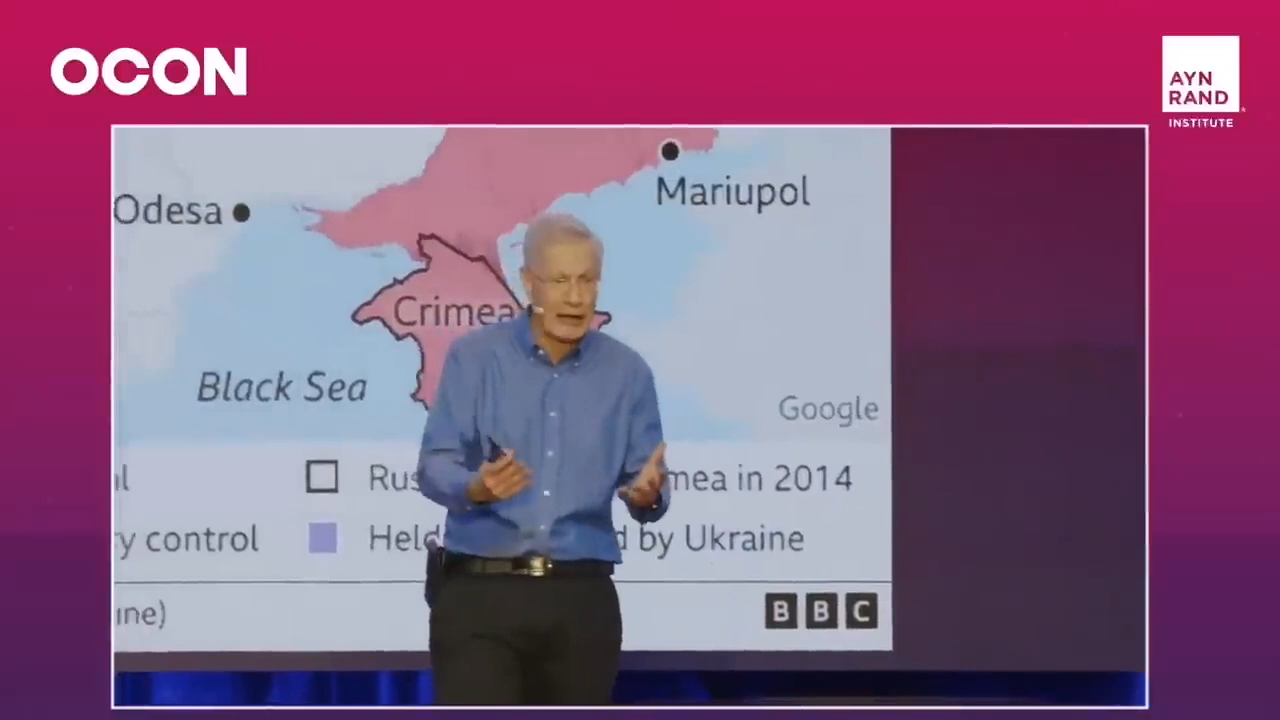 OCON
AYN
RAND
INSTITUTE
Mariupol
Odesa
Crimea
Black Sea
Google
Rus mea in 2014
y control
Held d by Ukraine
ine)
BBC